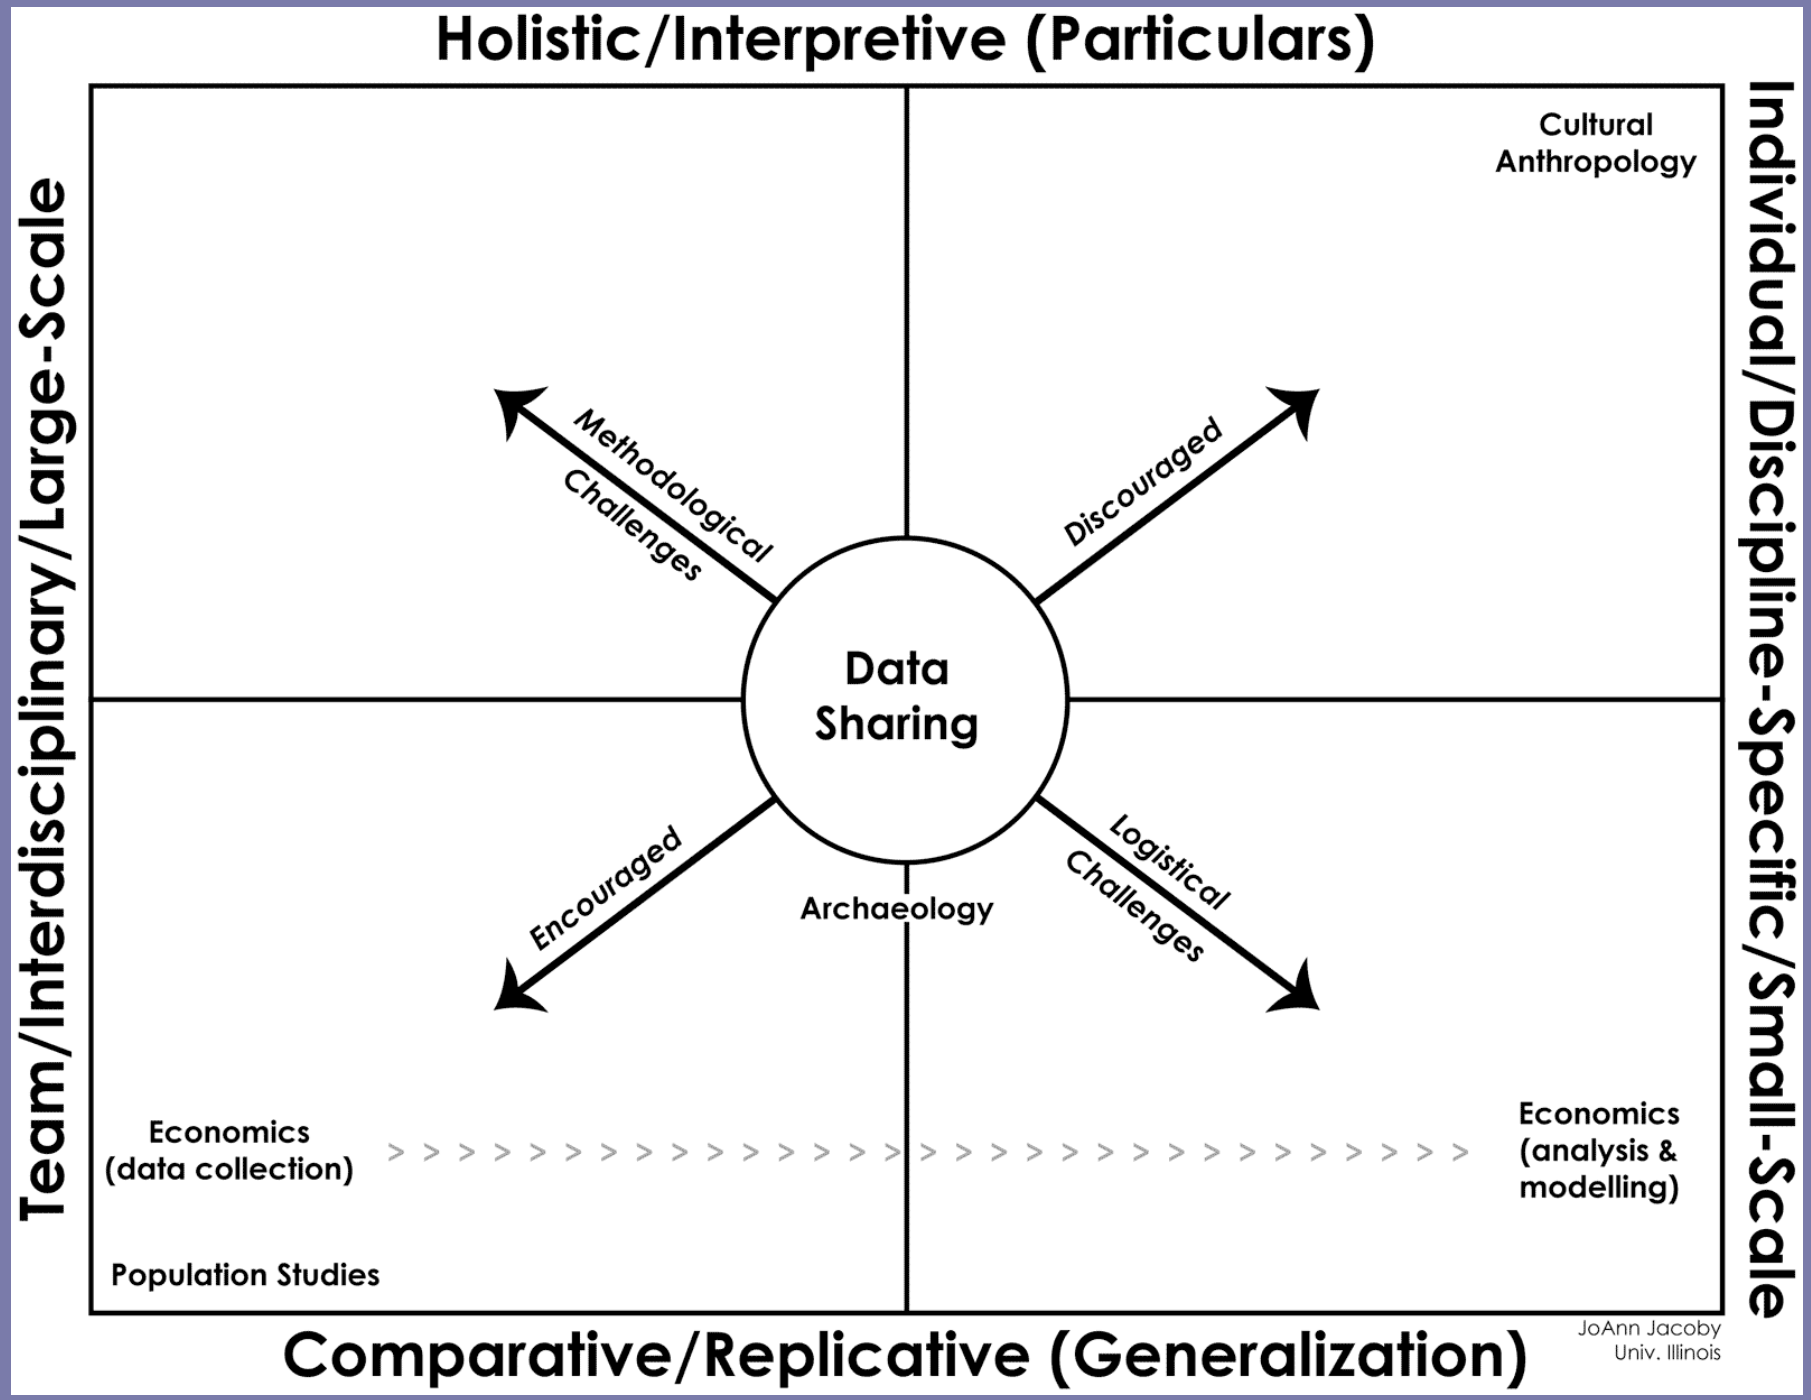 Holistic/Interpretive (Particulars)
Team/Interdisciplinary/Large-Scale
Individual/Discipline-Specific/Small-Scale
Cultural
Anthropology
Methodological
Challenges
Discouraged
Data
Sharing
Encouraged
Logistical
Challenges
Archaeology
Economics
(data collection)
> > > > > > > > > > > > > > > > > > > > > > > > > > > > > > >
Economics
(analysis &
modelling)
Population Studies
Comparative/Replicative (Generalization)
JoAnn Jacoby
Univ. Illinois